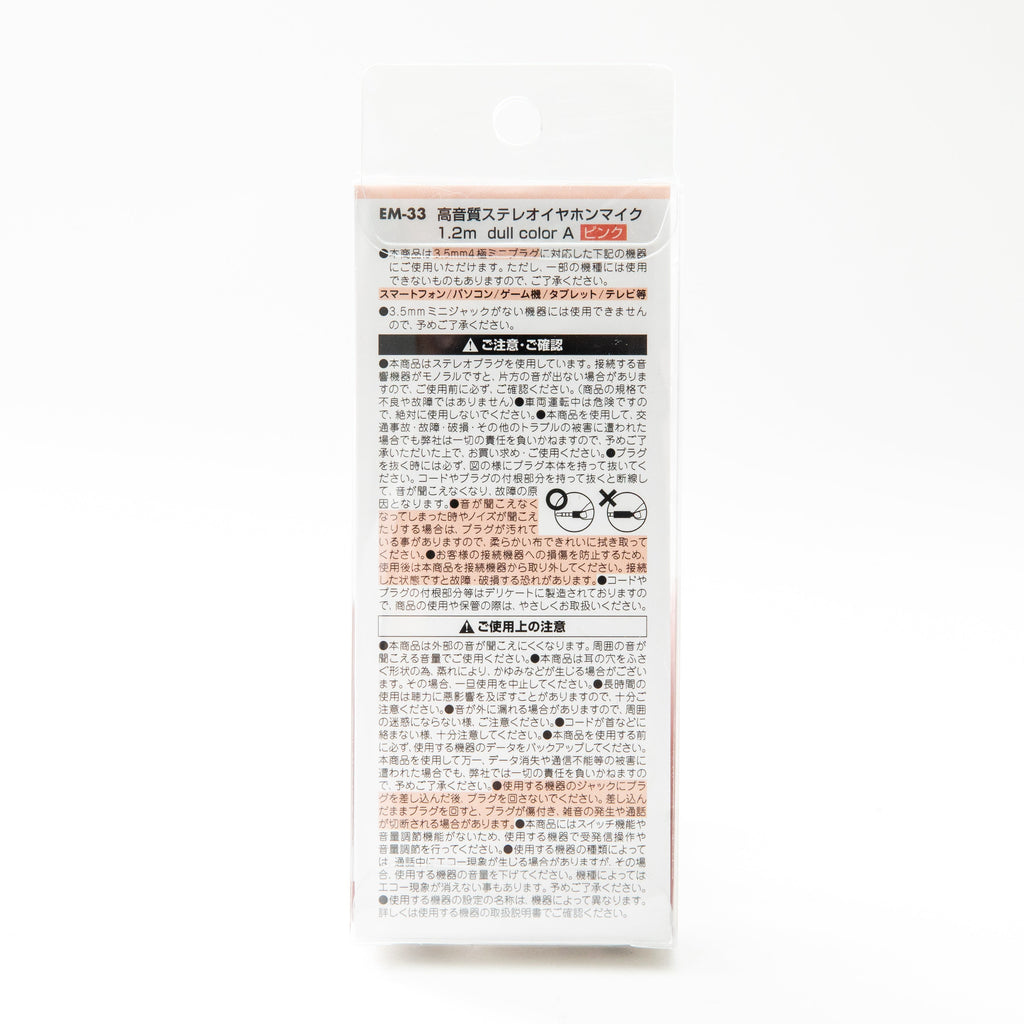 EM-33 高音質ステレオイヤホンマイク
1.2m dull color A ピンク
●本商品は3.5mm4極ミニプラグに対応した下記の機器
にご使用いただけます。ただし、一部の機種には使用
できないものもありますので、ご了承ください。
スマートフォン/パソコン/ゲーム機/タブレット/テレビ等
●3.5mmミニジャックがない機器には使用できません
ので、予めご了承ください。
ご注意・ご確認
●本商品はステレオプラグを使用しています。接続する音
響機器がモノラルですと、片方の音が出ない場合がありま
すので、ご使用前に必ず、ご確認ください。(商品の規格で
不良や故障ではありません)●車両運転中は危険ですの
で、絶対に使用しないでください。●本商品を使用して、交
通事故・故障・破損・その他のトラブルの被害に遭われた
場合でも弊社は一切の責任を負いかねますので、予めご了
承いただいた上で、お買い求め・ご使用ください。●プラグ
を抜く時には必ず、図の様にプラグ本体を持って抜いてく
ださい。コードやプラグの付根部分を持って抜くと断線し
て、音が聞こえなくなり、故障の原
因となります。●音が聞こえなく
なってしまった時やノイズが聞こえ
たりする場合は、プラグが汚れて
いる事がありますので、柔らかい布できれいに拭き取って
ください。●お客様の接続機器への損傷を防止するため、
使用後は本商品を接続機器から取り外してください。接続
した状態ですと故障・破損する恐れがあります。●コードや
プラグの付根部分等はデリケートに製造されておりますの
で、商品の使用や保管の際は、やさしくお取扱いください。
ご使用上の注意
●本商品は外部の音が聞こえにくくなります。周囲の音が
聞こえる音量でご使用ください。●本商品は耳の穴をふさ
ぐ形状の為、蒸れにより、かゆみなどが生じる場合がござい
ます。その場合、一旦使用を中止してください。●長時間の
使用は聴力に悪影響を及ぼすことがありますので、十分ご
注意ください。●音が外に漏れる場合がありますので、周囲
の迷惑にならない様、ご注意ください。●コードが首などに
絡まない様、十分注意してください。●本商品を使用する前
に必ず、使用する機器のデータをバックアップしてください。
本商品を使用して万一、データ消失や通信不能等の被害に
遭われた場合でも、弊社では一切の責任を負いかねますの
で、予めご了承ください。●使用する機器のジャックにプラ
グを差し込んだ後、プラグを回さないでください。差し込ん
だままプラグを回すと、プラグが傷付き、雑音の発生や通話
が切断される場合があります。●本商品にはスイッチ機能や
音量調節機能がないため、使用する機器で受発信操作や
音量調節を行ってください。●使用する機器の種類によって
は、通話中にエコー現象が生じる場合がありますが、その場
合、使用する機器の音量を下げてください。機種によっては
エコー現象が消えない事もあります。予めご了承ください。
●使用する機器の設定の名称は、機器によって異なります。
詳しくは使用する機器の取扱説明書でご確認ください。